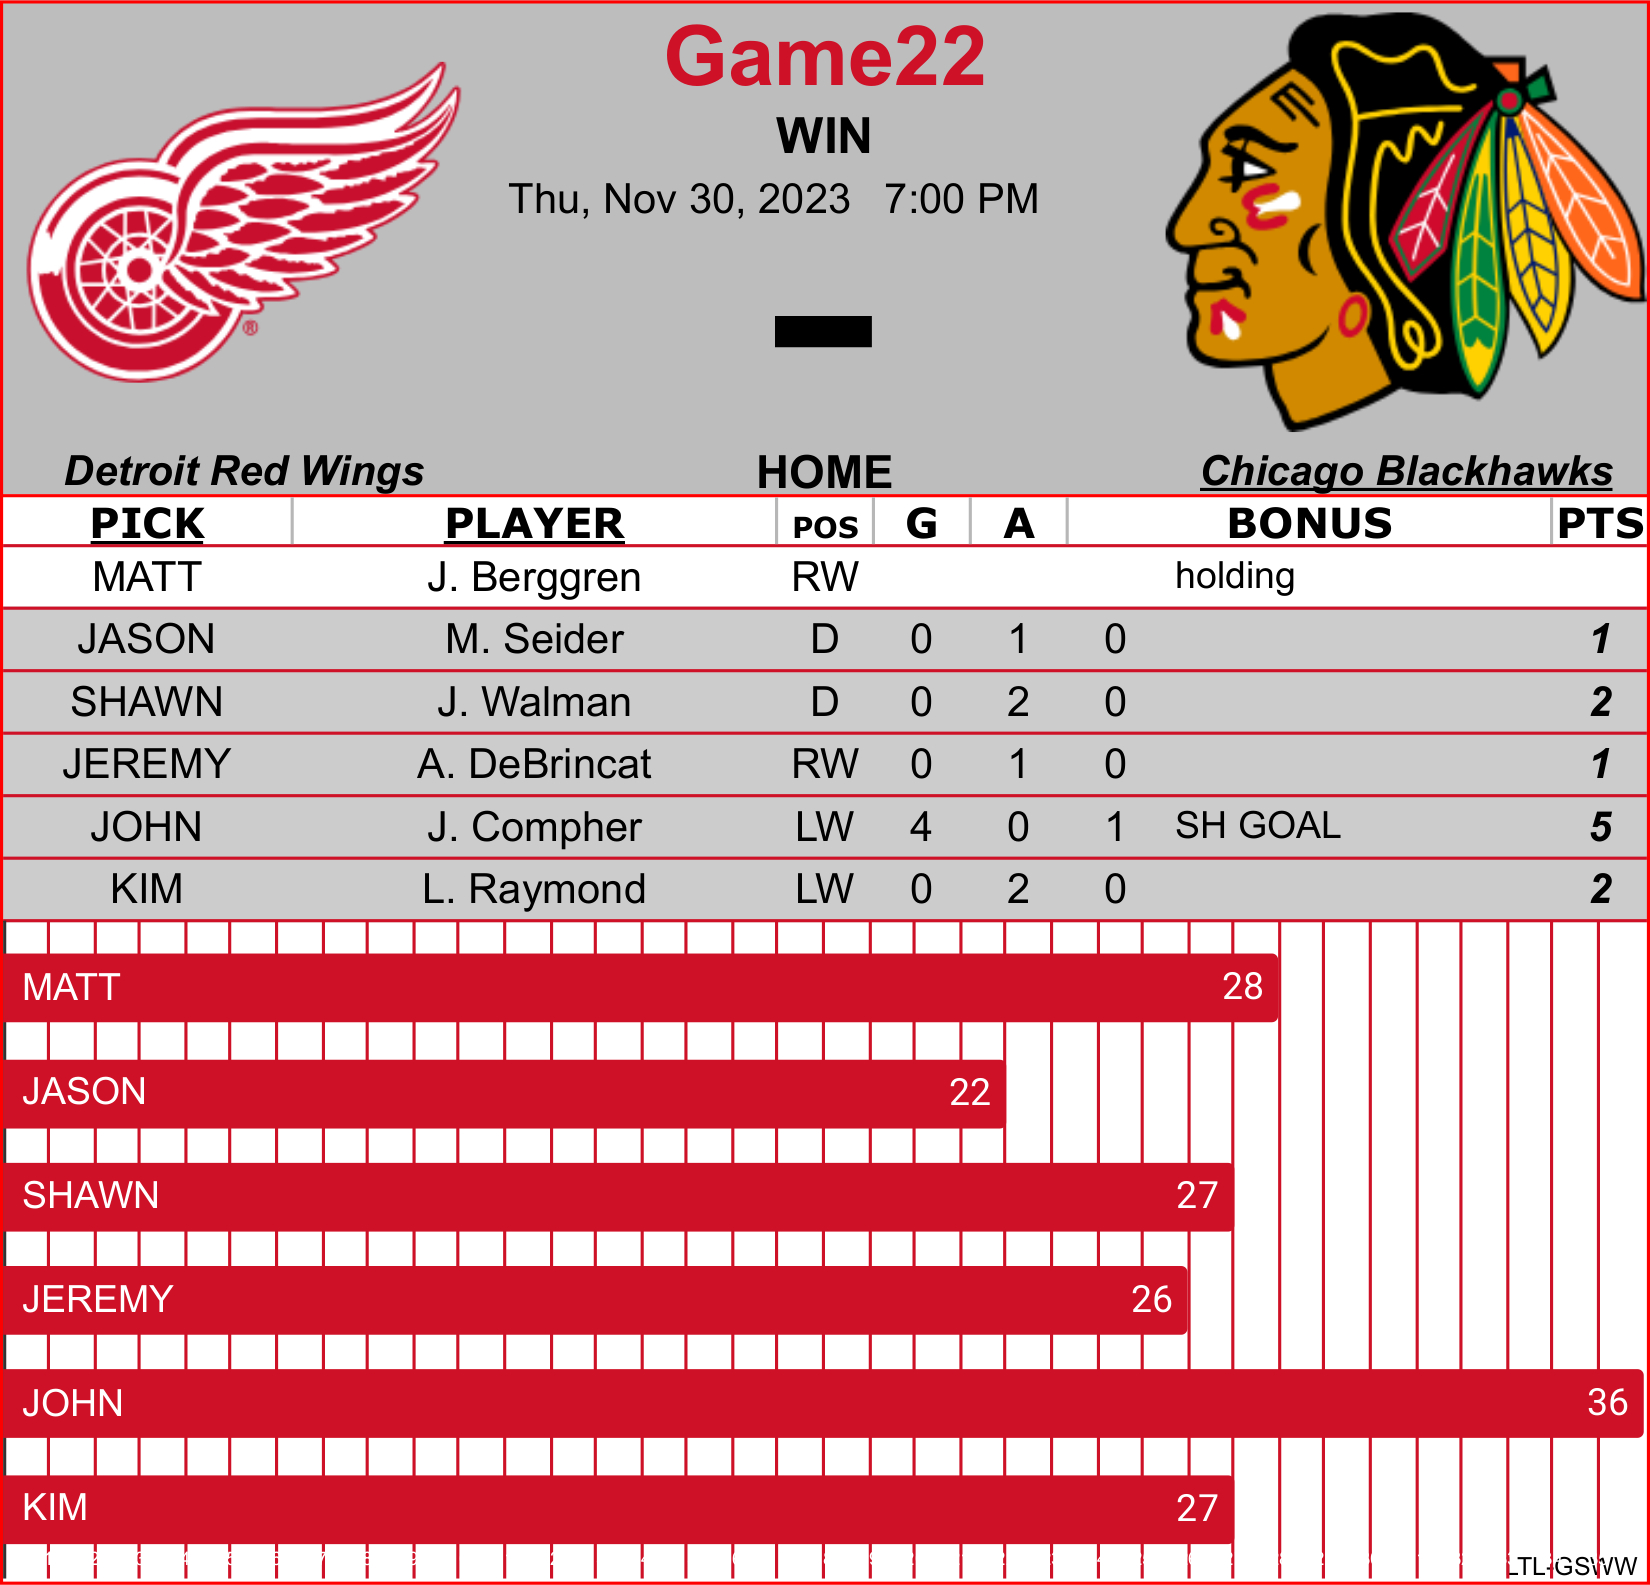 Game22
WIN
Thu, Nov 30, 2023 7:00 PM
®
Detroit Red Wings HOME Chicago Blackhawks
PICK PLAYER POS G A BONUS PTS
MATT J. Berggren RW holding
JASON M. Seider D 0 1 0 1
SHAWN J. Walman D 0 2 0 2
JEREMY A. DeBrincat RW 0 1 0 1
JOHN J. Compher LW 4 0 1 SH GOAL 5
KIM L. Raymond LW 0 2 0 2
MATT 28
JASON 22
SHAWN 27
JEREMY 26
JOHN 36
KIM 27
LTL-GSWW